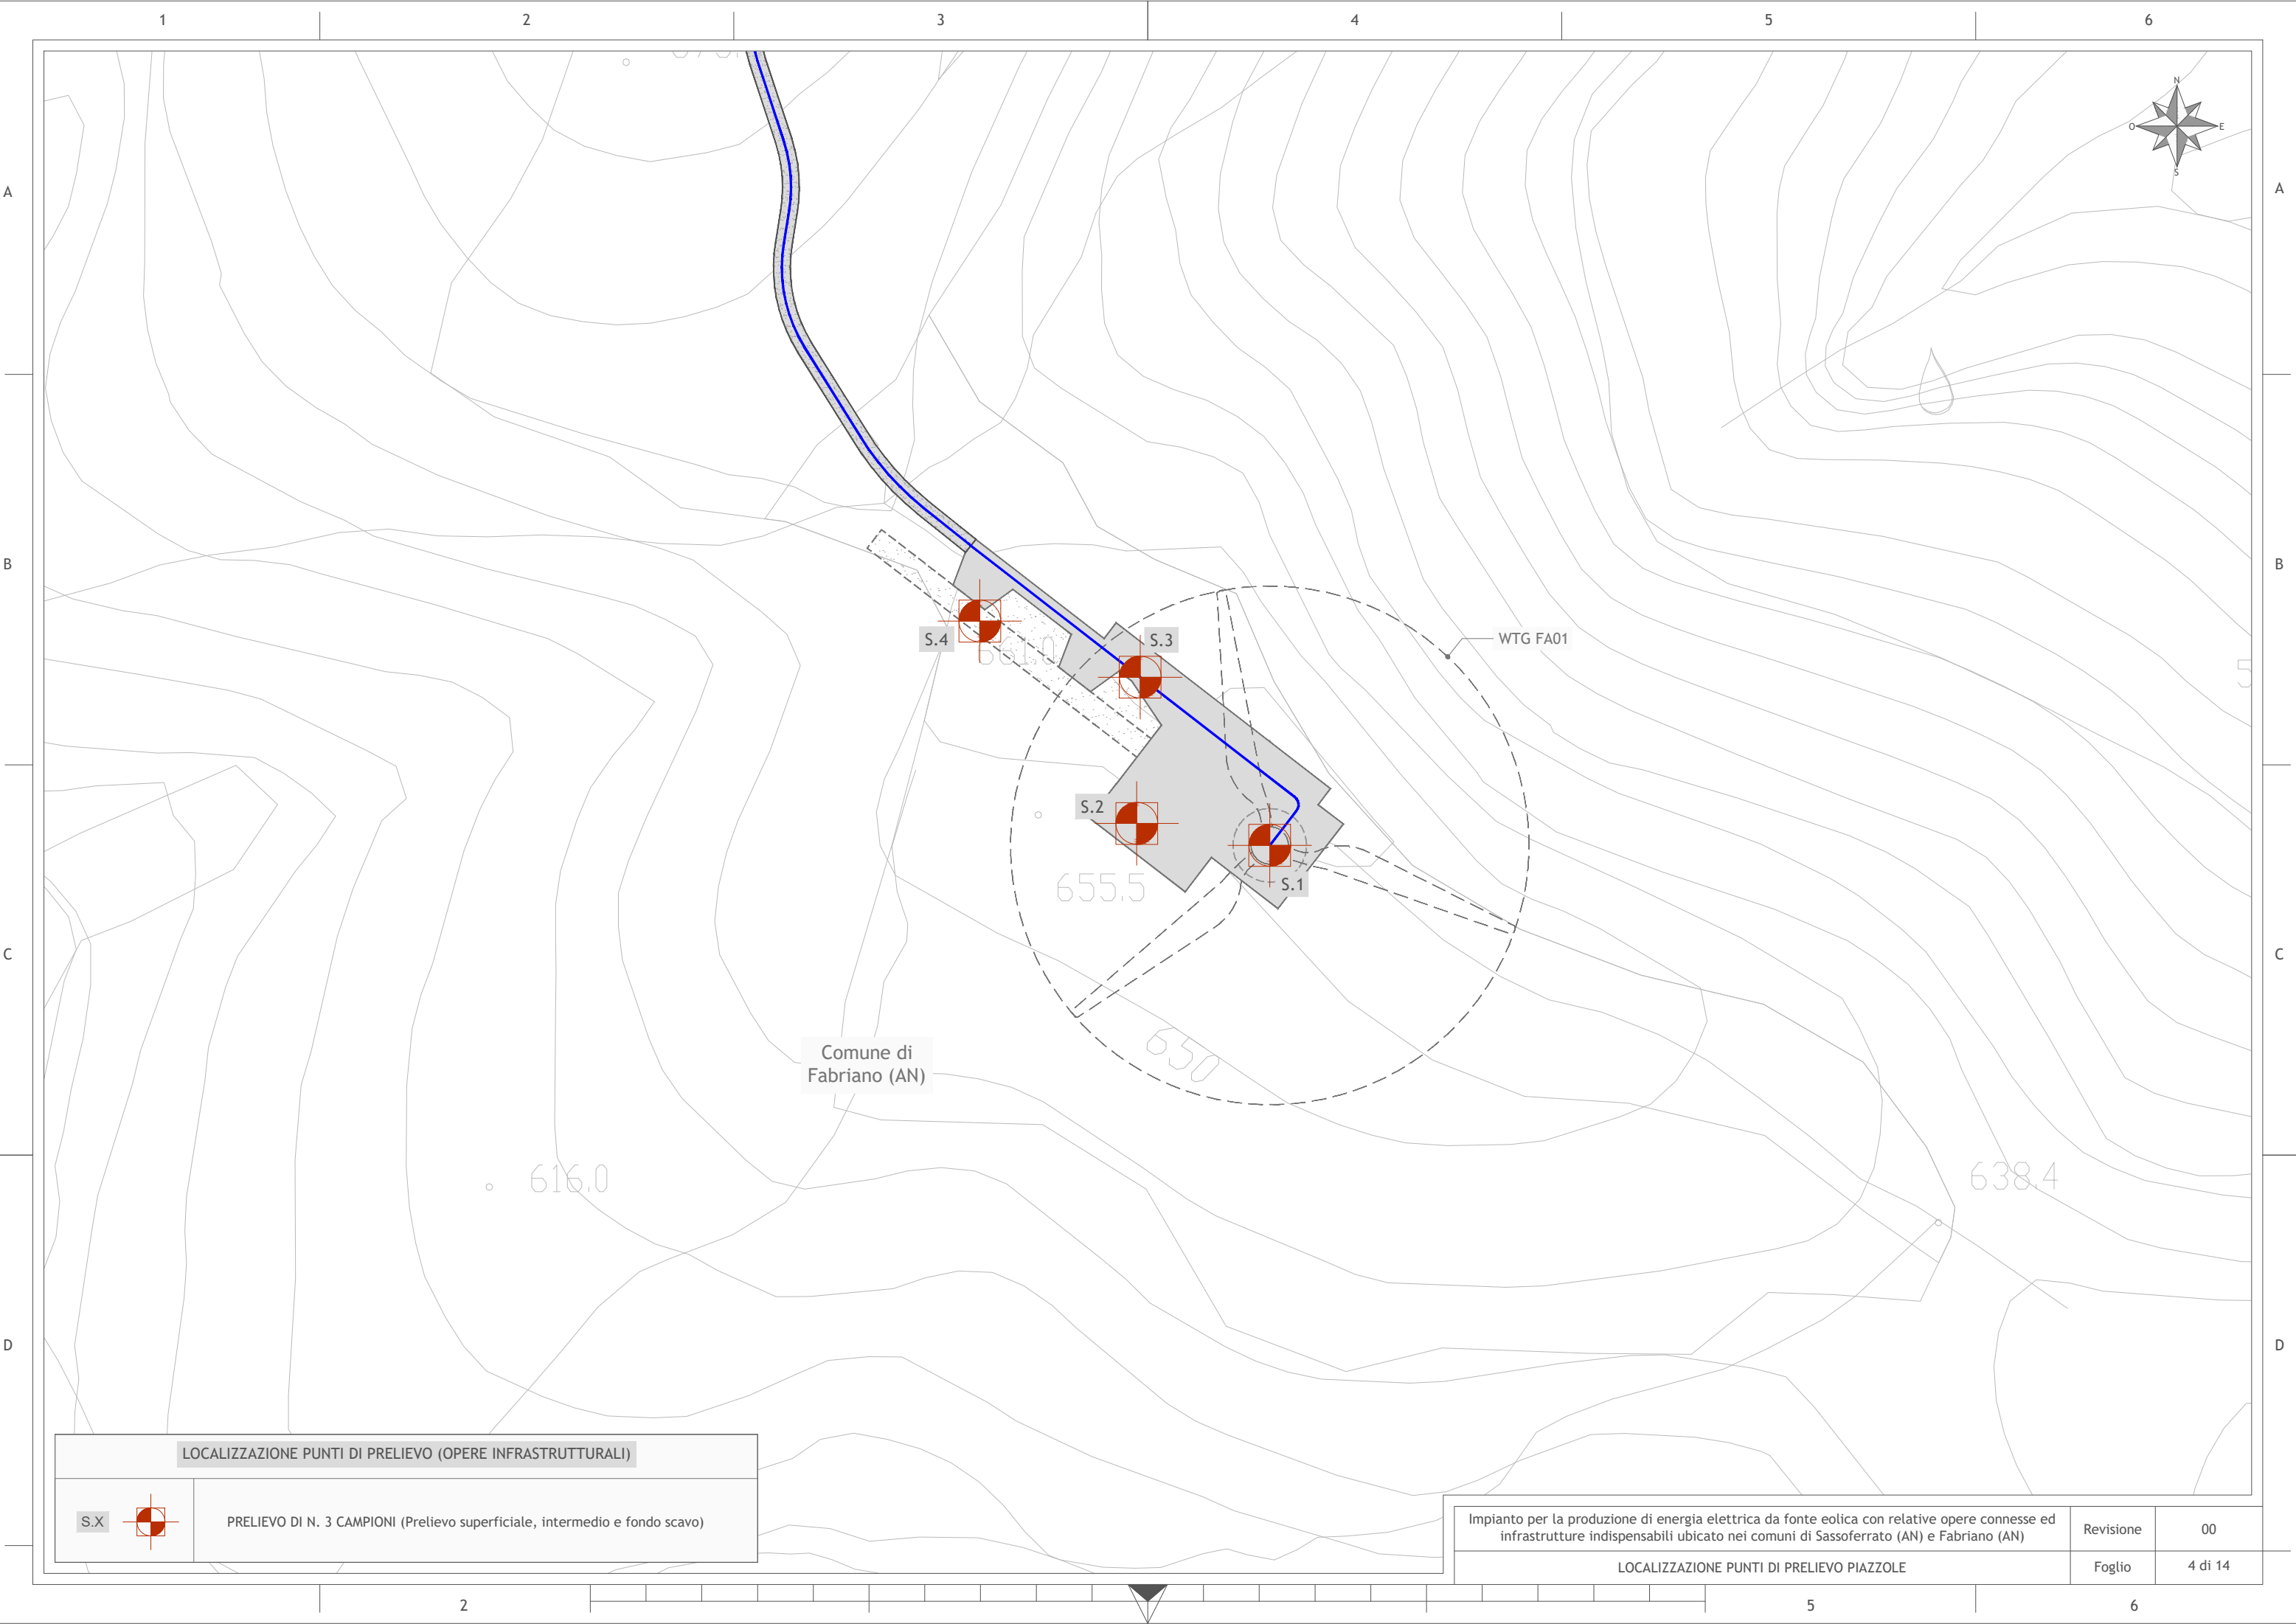 1 2 3 4 5 6
N
O E
S
A A
B B
S.4
S.3
661.0
WTG FA01
S.2
S.1
655.5
C C
650
Comune di
Fabriano (AN)
616.0
638.4
D D
LOCALIZZAZIONE PUNTI DI PRELIEVO (OPERE INFRASTRUTTURALI)
S.X PRELIEVO DI N. 3 CAMPIONI (Prelievo superficiale, intermedio e fondo scavo)
Impianto per la produzione di energia elettrica da fonte eolica con relative opere connesse ed
infrastrutture indispensabili ubicato nei comuni di Sassoferrato (AN) e Fabriano (AN)
Revisione 00
LOCALIZZAZIONE PUNTI DI PRELIEVO PIAZZOLE
Foglio 4 di 14
2 5 6